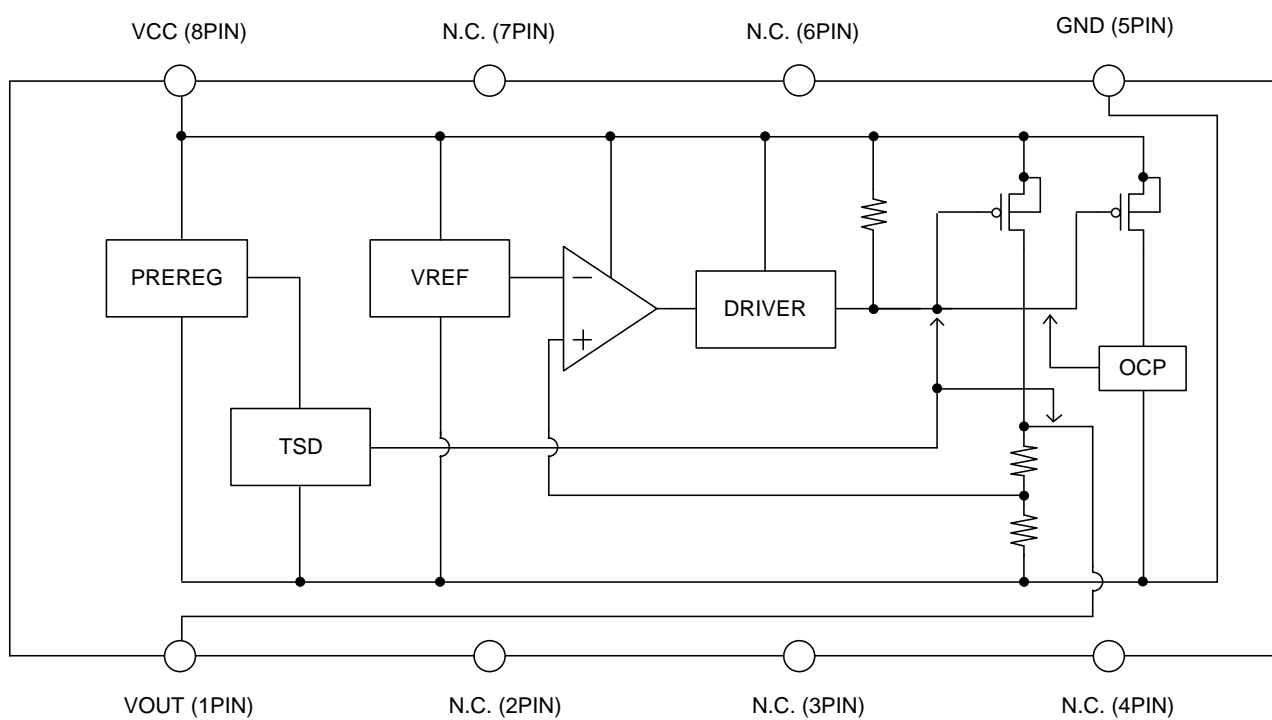 VCC (8PIN)
N.C. (7PIN)
N.C. (6PIN)
GND (5PIN)
PREREG
VREF
DRIVER
OCP
TSD
VOUT (1PIN)
N.C. (2PIN)
N.C. (3PIN)
N.C. (4PIN)